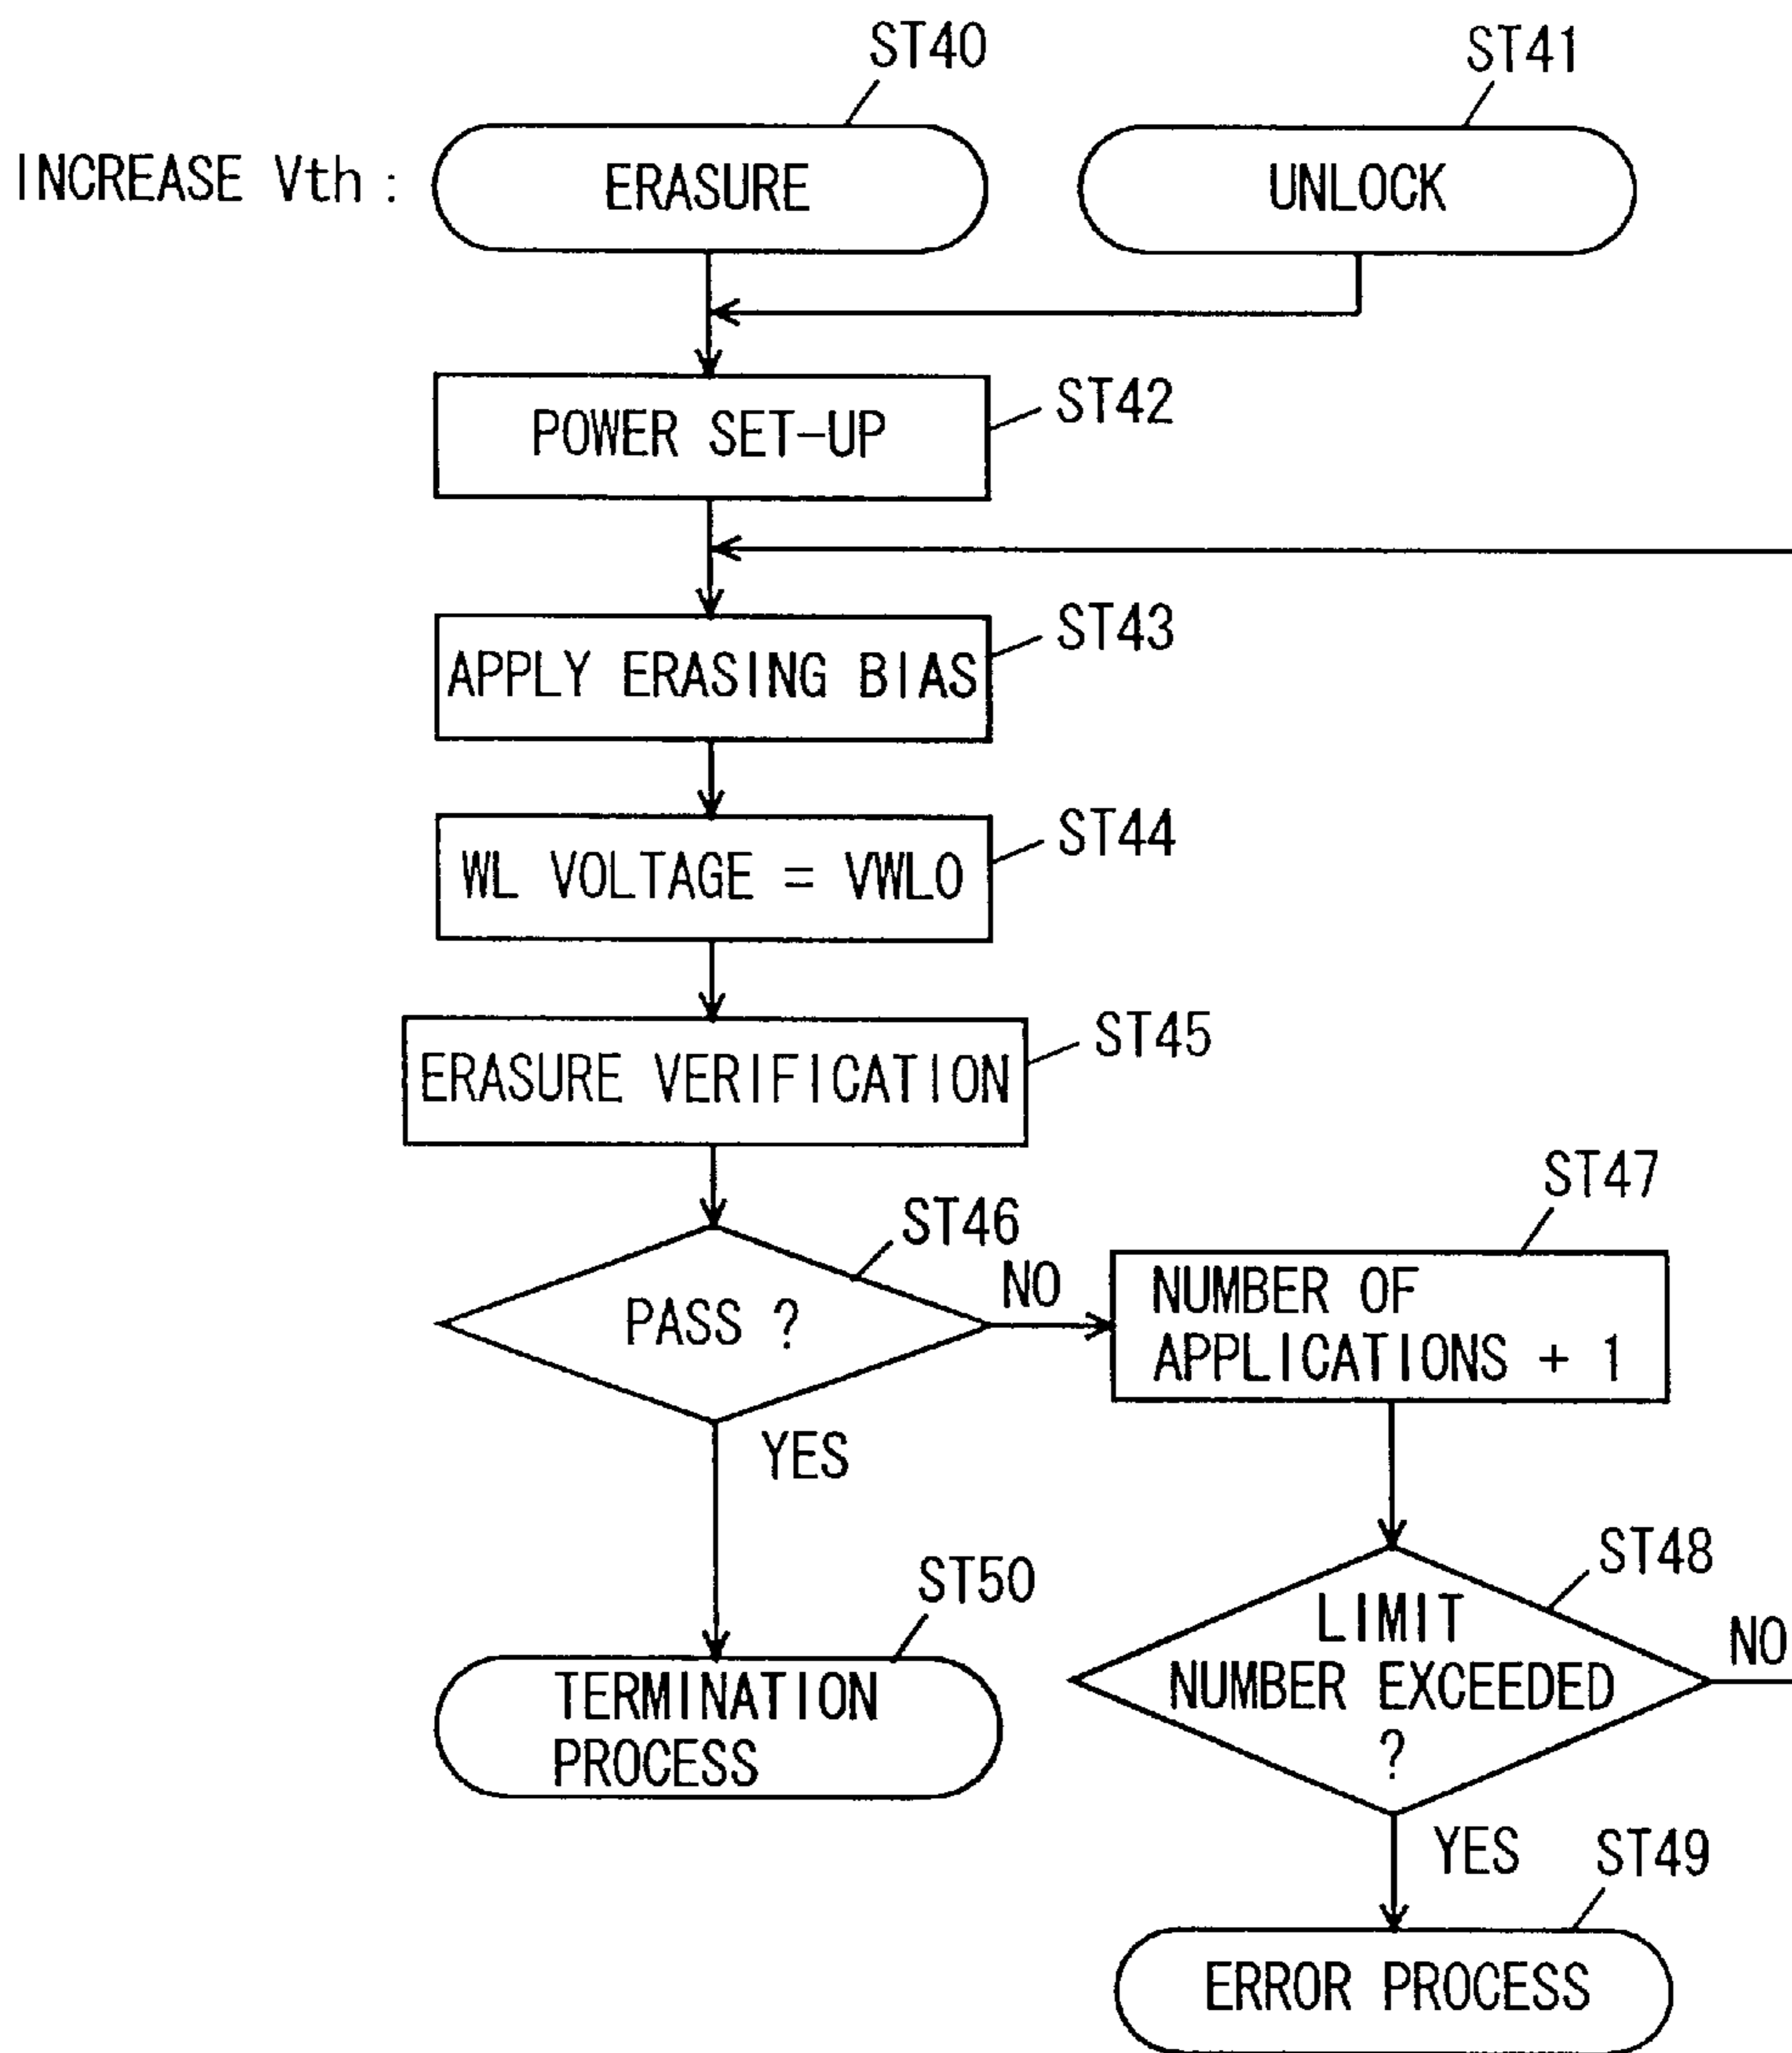 ST40
ST41
INCREASE Vth :
ERASURE
UNLOCK
ST42
POWER SET-UP
ST43
APPLY ERASING BIAS
ST44
WL VOLTAGE = VWL0
ST45
ERASURE VERIFICATION
ST46
PASS ?
NO
YES
ST47
NUMBER OF
APPLICATIONS + 1
ST48
LIMIT
NUMBER EXCEEDED
?
NO
YES
ST50
TERMINATION
PROCESS
ST49
ERROR PROCESS